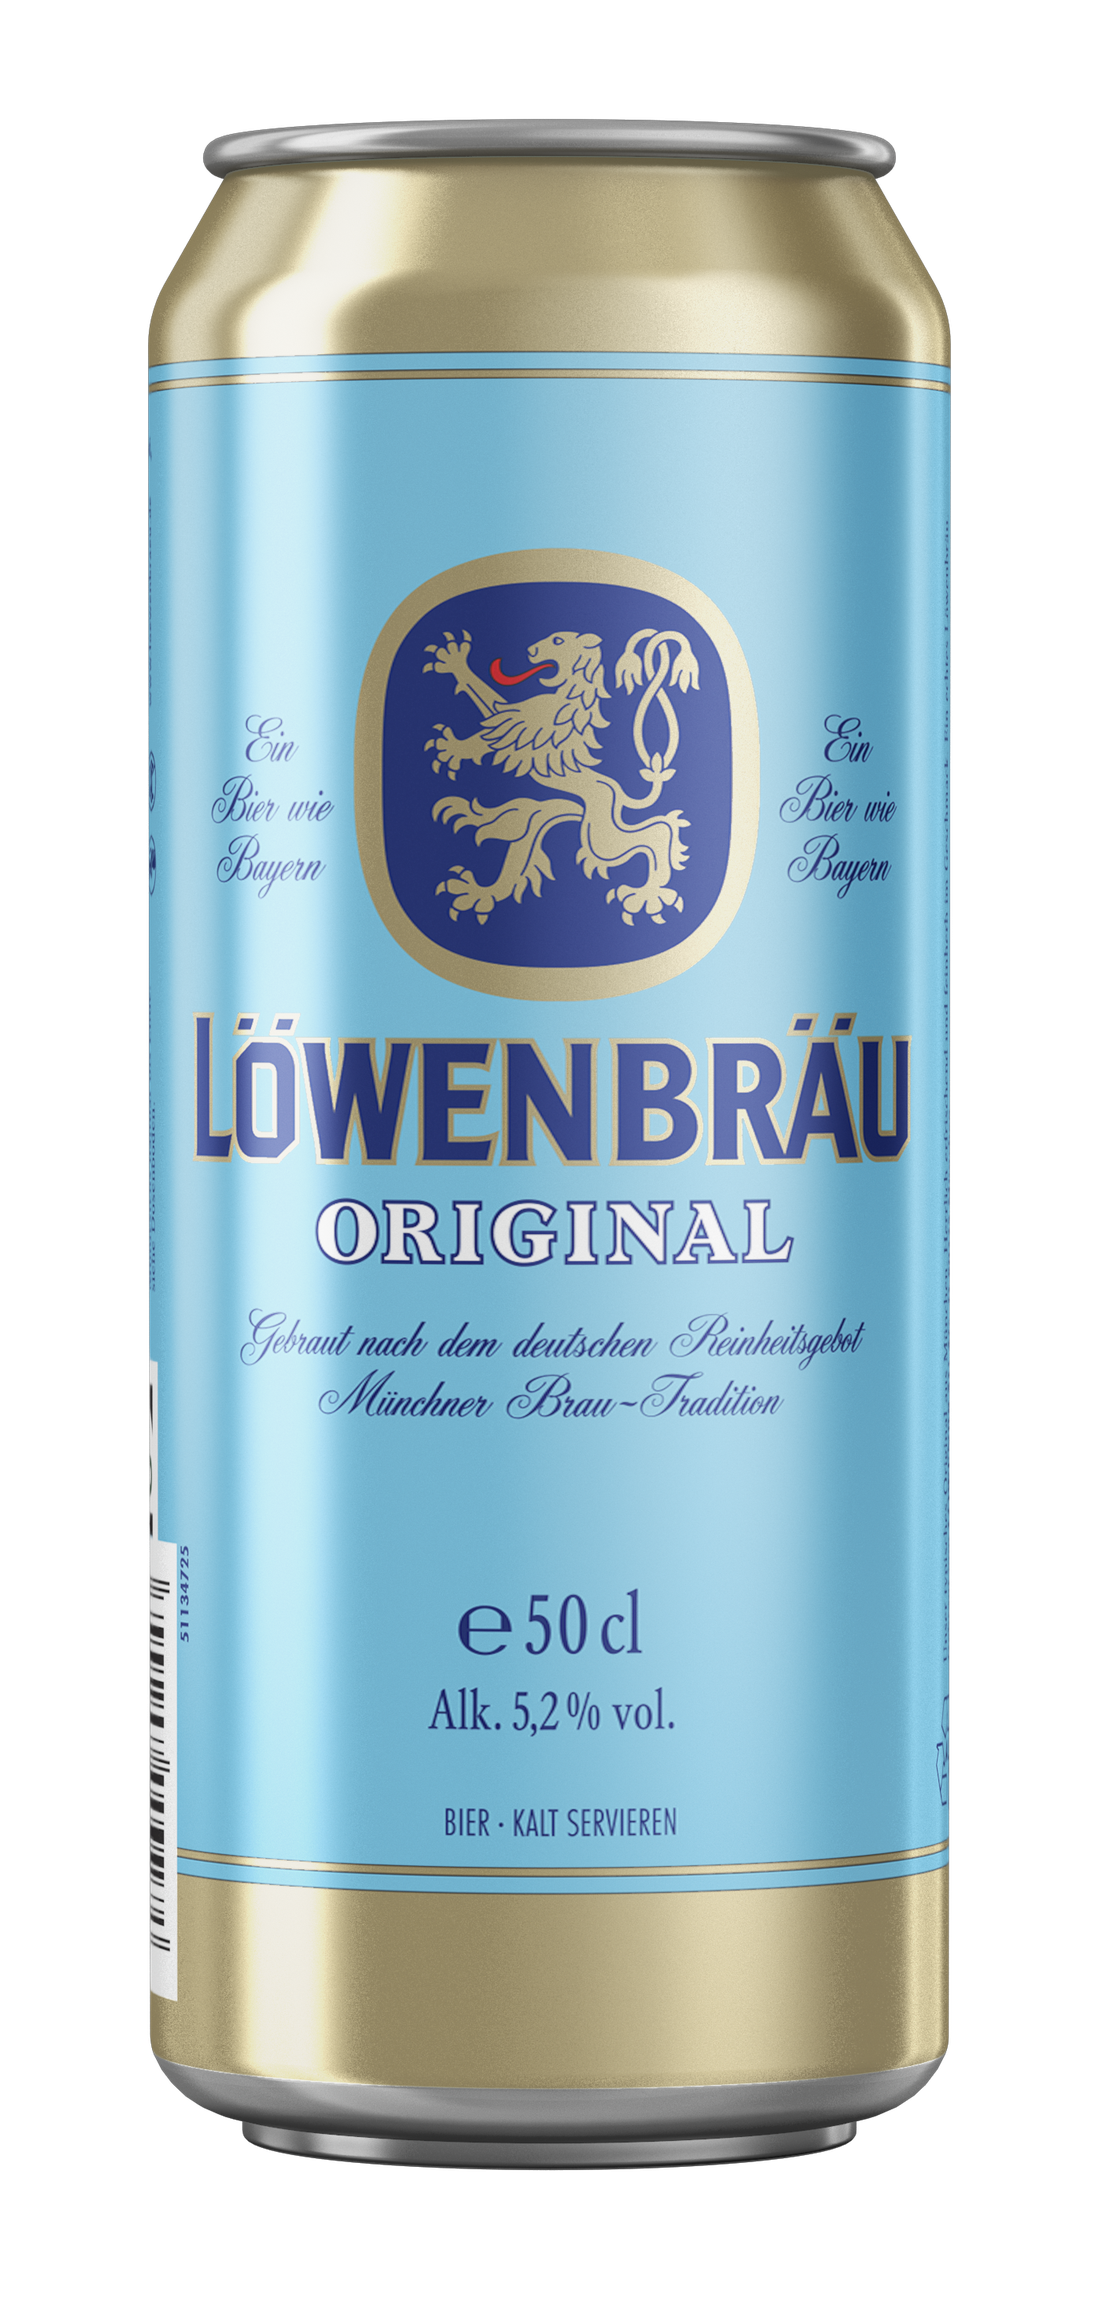 Ein
Bier wie
Bayern
Ein
Bier wie
Bayern
LÖWENBRÄU
ORIGINAL
Gebraut nach dem deutschen Reinheitsgebot
Münchner Brau-Tradition
℮ 50 cl
Alk. 5,2 % vol.
BIER · KALT SERVIEREN
51134725